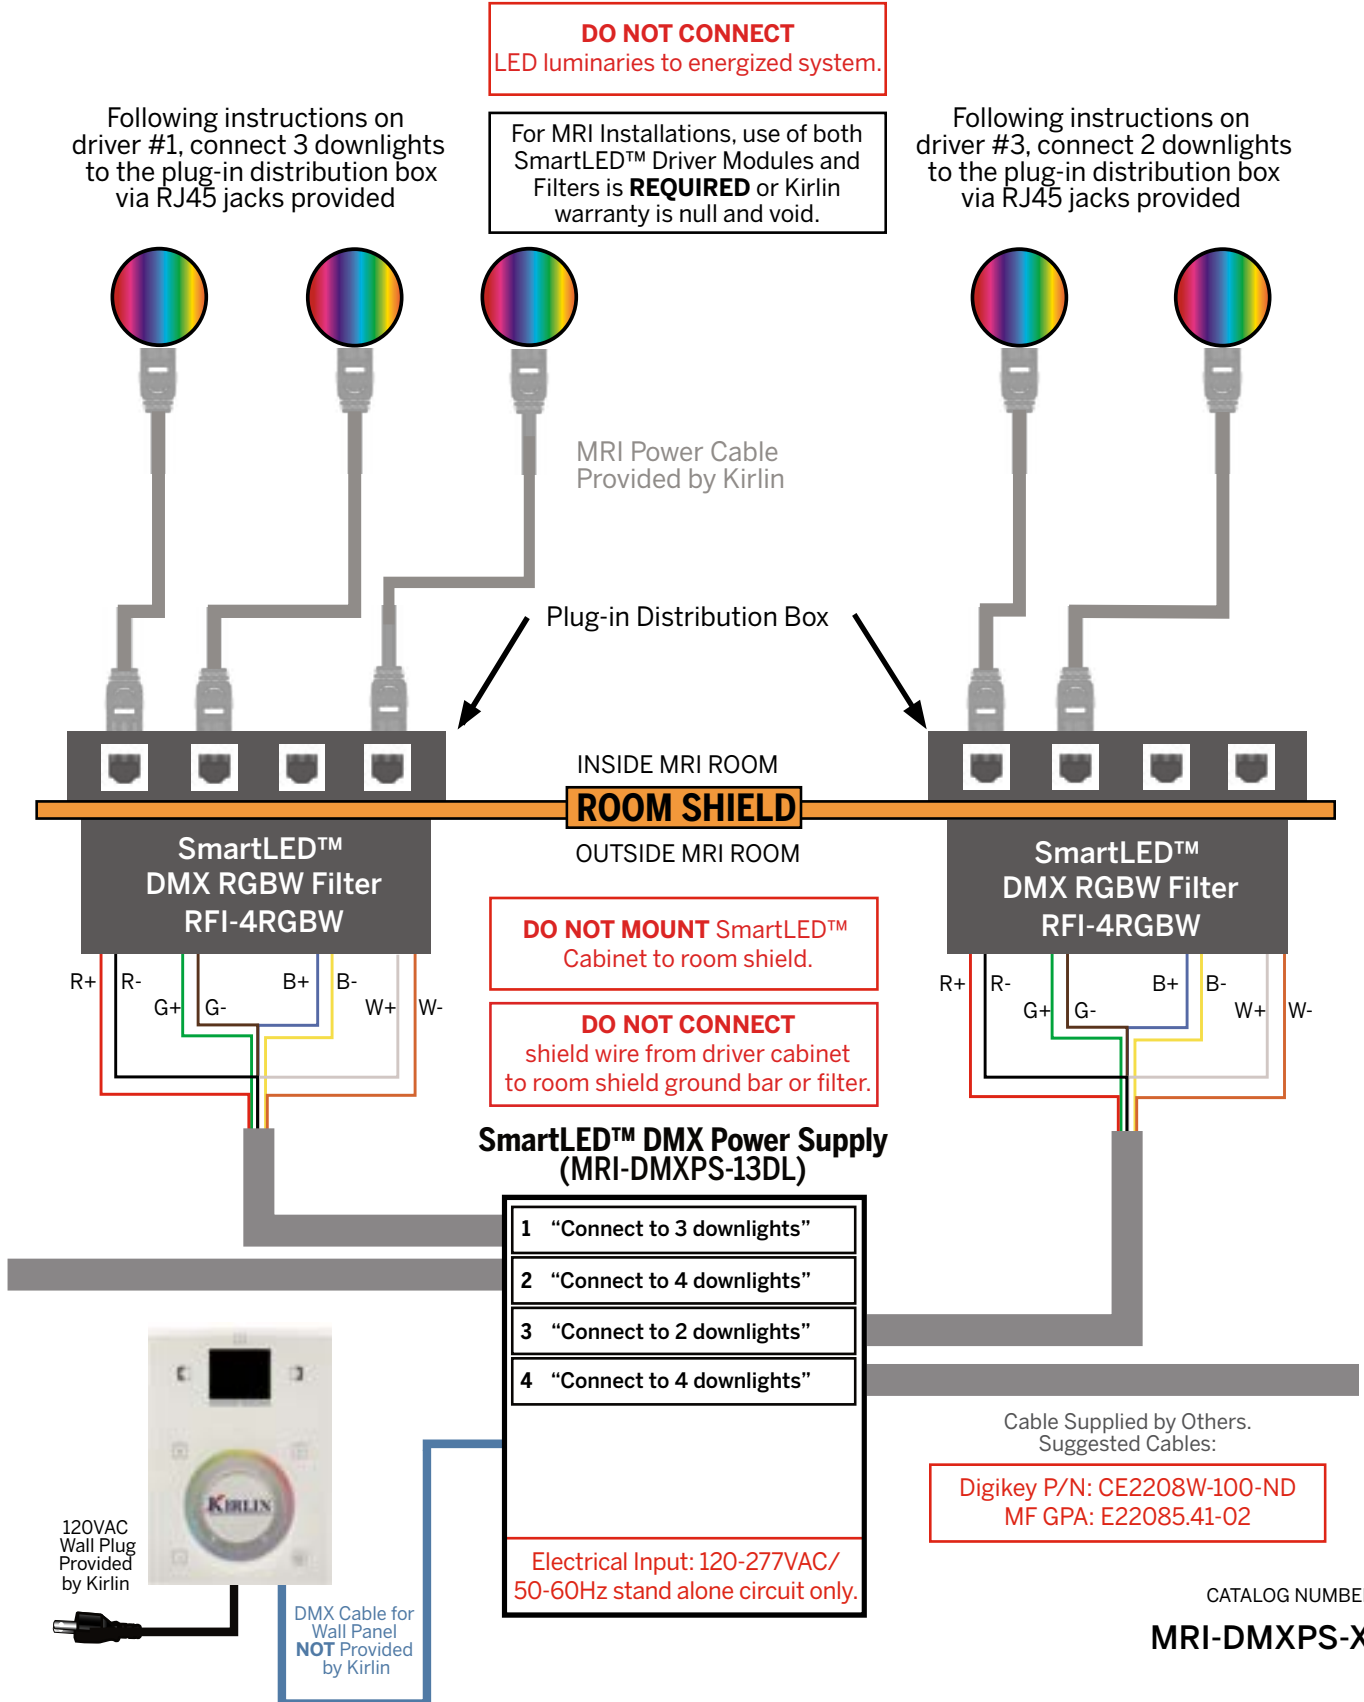 DO NOT CONNECT
LED luminaries to energized system.
Following instructions on
driver #1, connect 3 downlights
to the plug-in distribution box
via RJ45 jacks provided
For MRI Installations, use of both
SmartLED™ Driver Modules and
Filters is REQUIRED or Kirlin
warranty is null and void.
Following instructions on
driver #3, connect 2 downlights
to the plug-in distribution box
via RJ45 jacks provided
MRI Power Cable
Provided by Kirlin
Plug-in Distribution Box
INSIDE MRI ROOM
ROOM SHIELD
OUTSIDE MRI ROOM
SmartLED™
DMX RGBW Filter
RFI-4RGBW
SmartLED™
DMX RGBW Filter
RFI-4RGBW
DO NOT MOUNT SmartLED™
Cabinet to room shield.
R+ R- B+ B-
G+ G- W+ W-
R+ R- B+ B-
G+ G- W+ W-
DO NOT CONNECT
shield wire from driver cabinet
to room shield ground bar or filter.
SmartLED™ DMX Power Supply
(MRI-DMXPS-13DL)
1 “Connect to 3 downlights”
2 “Connect to 4 downlights”
3 “Connect to 2 downlights”
4 “Connect to 4 downlights”
Electrical Input: 120-277VAC/
50-60Hz stand alone circuit only.
KIRLIN
120VAC
Wall Plug
Provided
by Kirlin
DMX Cable for
Wall Panel
NOT Provided
by Kirlin
Cable Supplied by Others.
Suggested Cables:
Digikey P/N: CE2208W-100-ND
MF GPA: E22085.41-02
CATALOG NUMBER
MRI-DMXPS-X